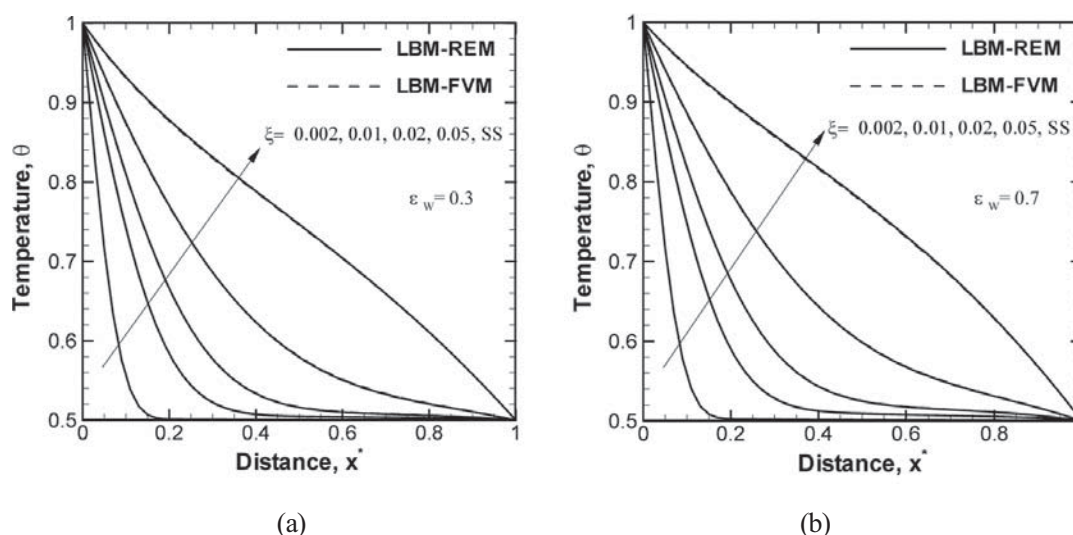 1
0.9
0.8
0.7
0.6
0.5
Temperature, θ
LBM-REM
LBM-FVM
ξ= 0.002, 0.01, 0.02, 0.05, SS
ε w = 0.3
0 0.2 0.4 0.6 0.8 1
Distance, x*
(a)
1
0.9
0.8
0.7
0.6
0.5
Temperature, θ
LBM-REM
LBM-FVM
ξ= 0.002, 0.01, 0.02, 0.05, SS
ε w = 0.7
0 0.2 0.4 0.6 0.8
Distance, x*
(b)